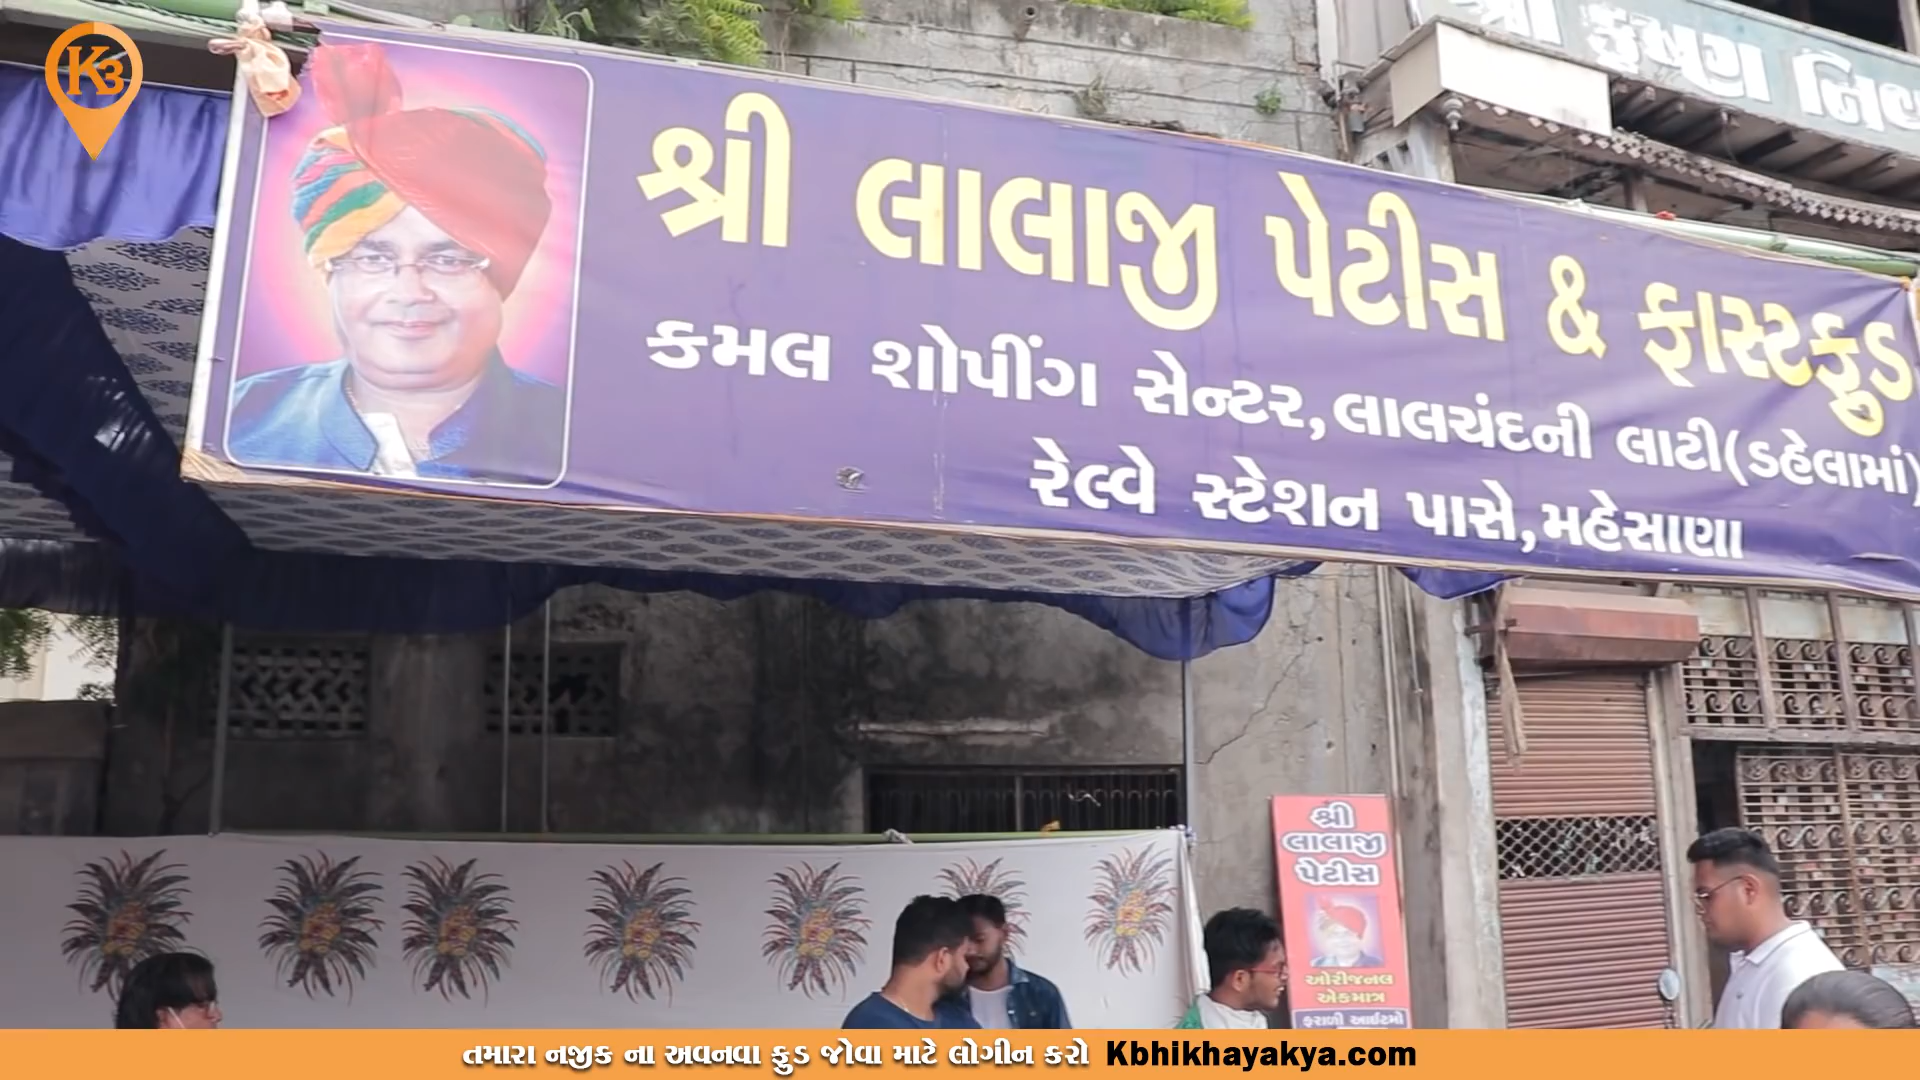 K3
શ્રી કૃષ્ણ
શ્રી લાલાજી પેટીસ & ફાસ્ટફુડ
કમલ શોપીંગ સેન્ટર,લાલચંદની લાટી(ડહેલામાં)
રેલ્વે સ્ટેશન પાસે,મહેસાણા
શ્રી
લાલાજી
પેટીસ
ઓરીજનલ
એકમાત્ર
ફરાળી આઈટમો
તમારા નજીક ના અવનવા ફુડ જોવા માટે લોગીન કરો Kbhikhayakya.com